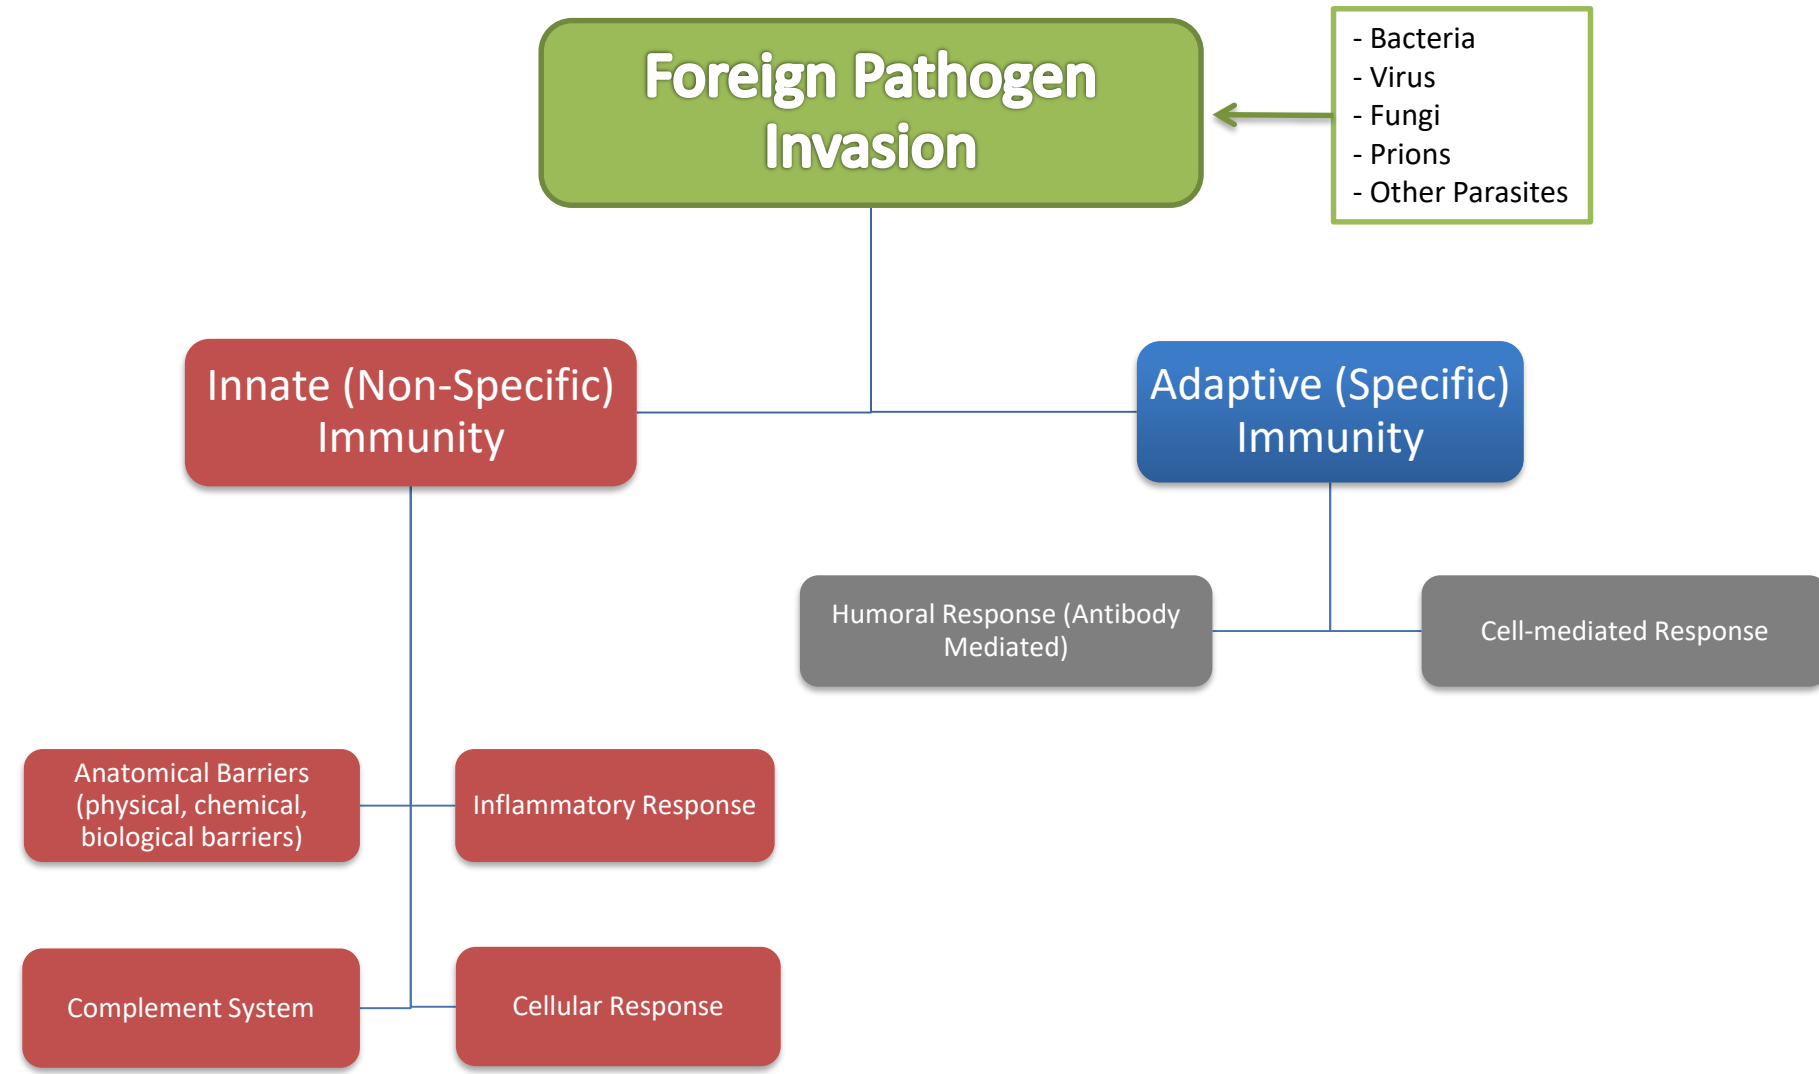 Foreign Pathogen
Invasion
- Bacteria
- Virus
- Fungi
- Prions
- Other Parasites
Innate (Non-Specific)
Immunity
Adaptive (Specific)
Immunity
Humoral Response (Antibody
Mediated)
Cell-mediated Response
Anatomical Barriers
(physical, chemical,
biological barriers)
Inflammatory Response
Complement System
Cellular Response